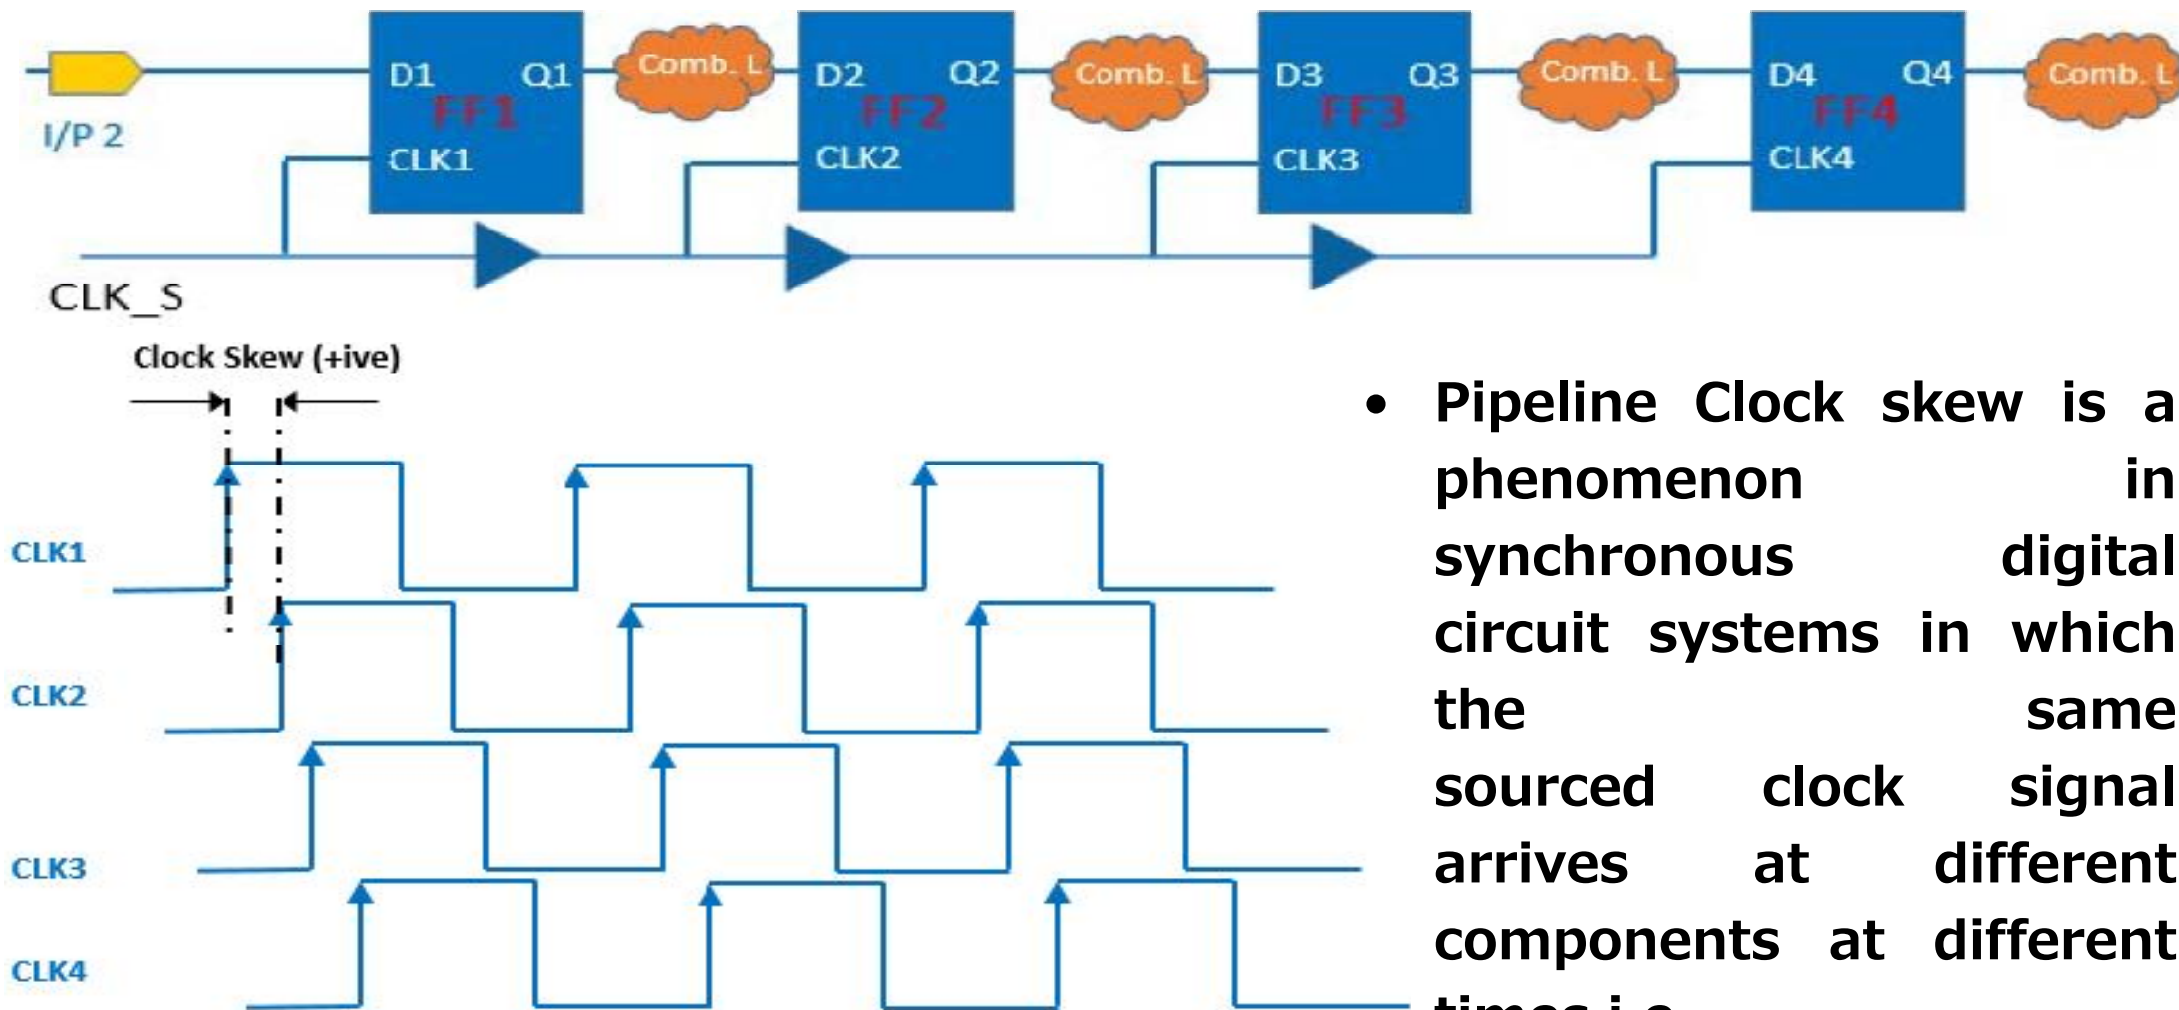 D1 Q1 Comb. L D2 Q2 Comb. L D3 Q3 Comb. L D4 Q4 Comb. L
FF1 FF2 FF3 FF4
I/P 2
CLK1 CLK2 CLK3 CLK4
CLK_S
Clock Skew (+ive)
CLK1
CLK2
CLK3
CLK4
• Pipeline Clock skew is a
phenomenon in
synchronous digital
circuit systems in which
the same
sourced clock signal
arrives at different
components at different
times i.e